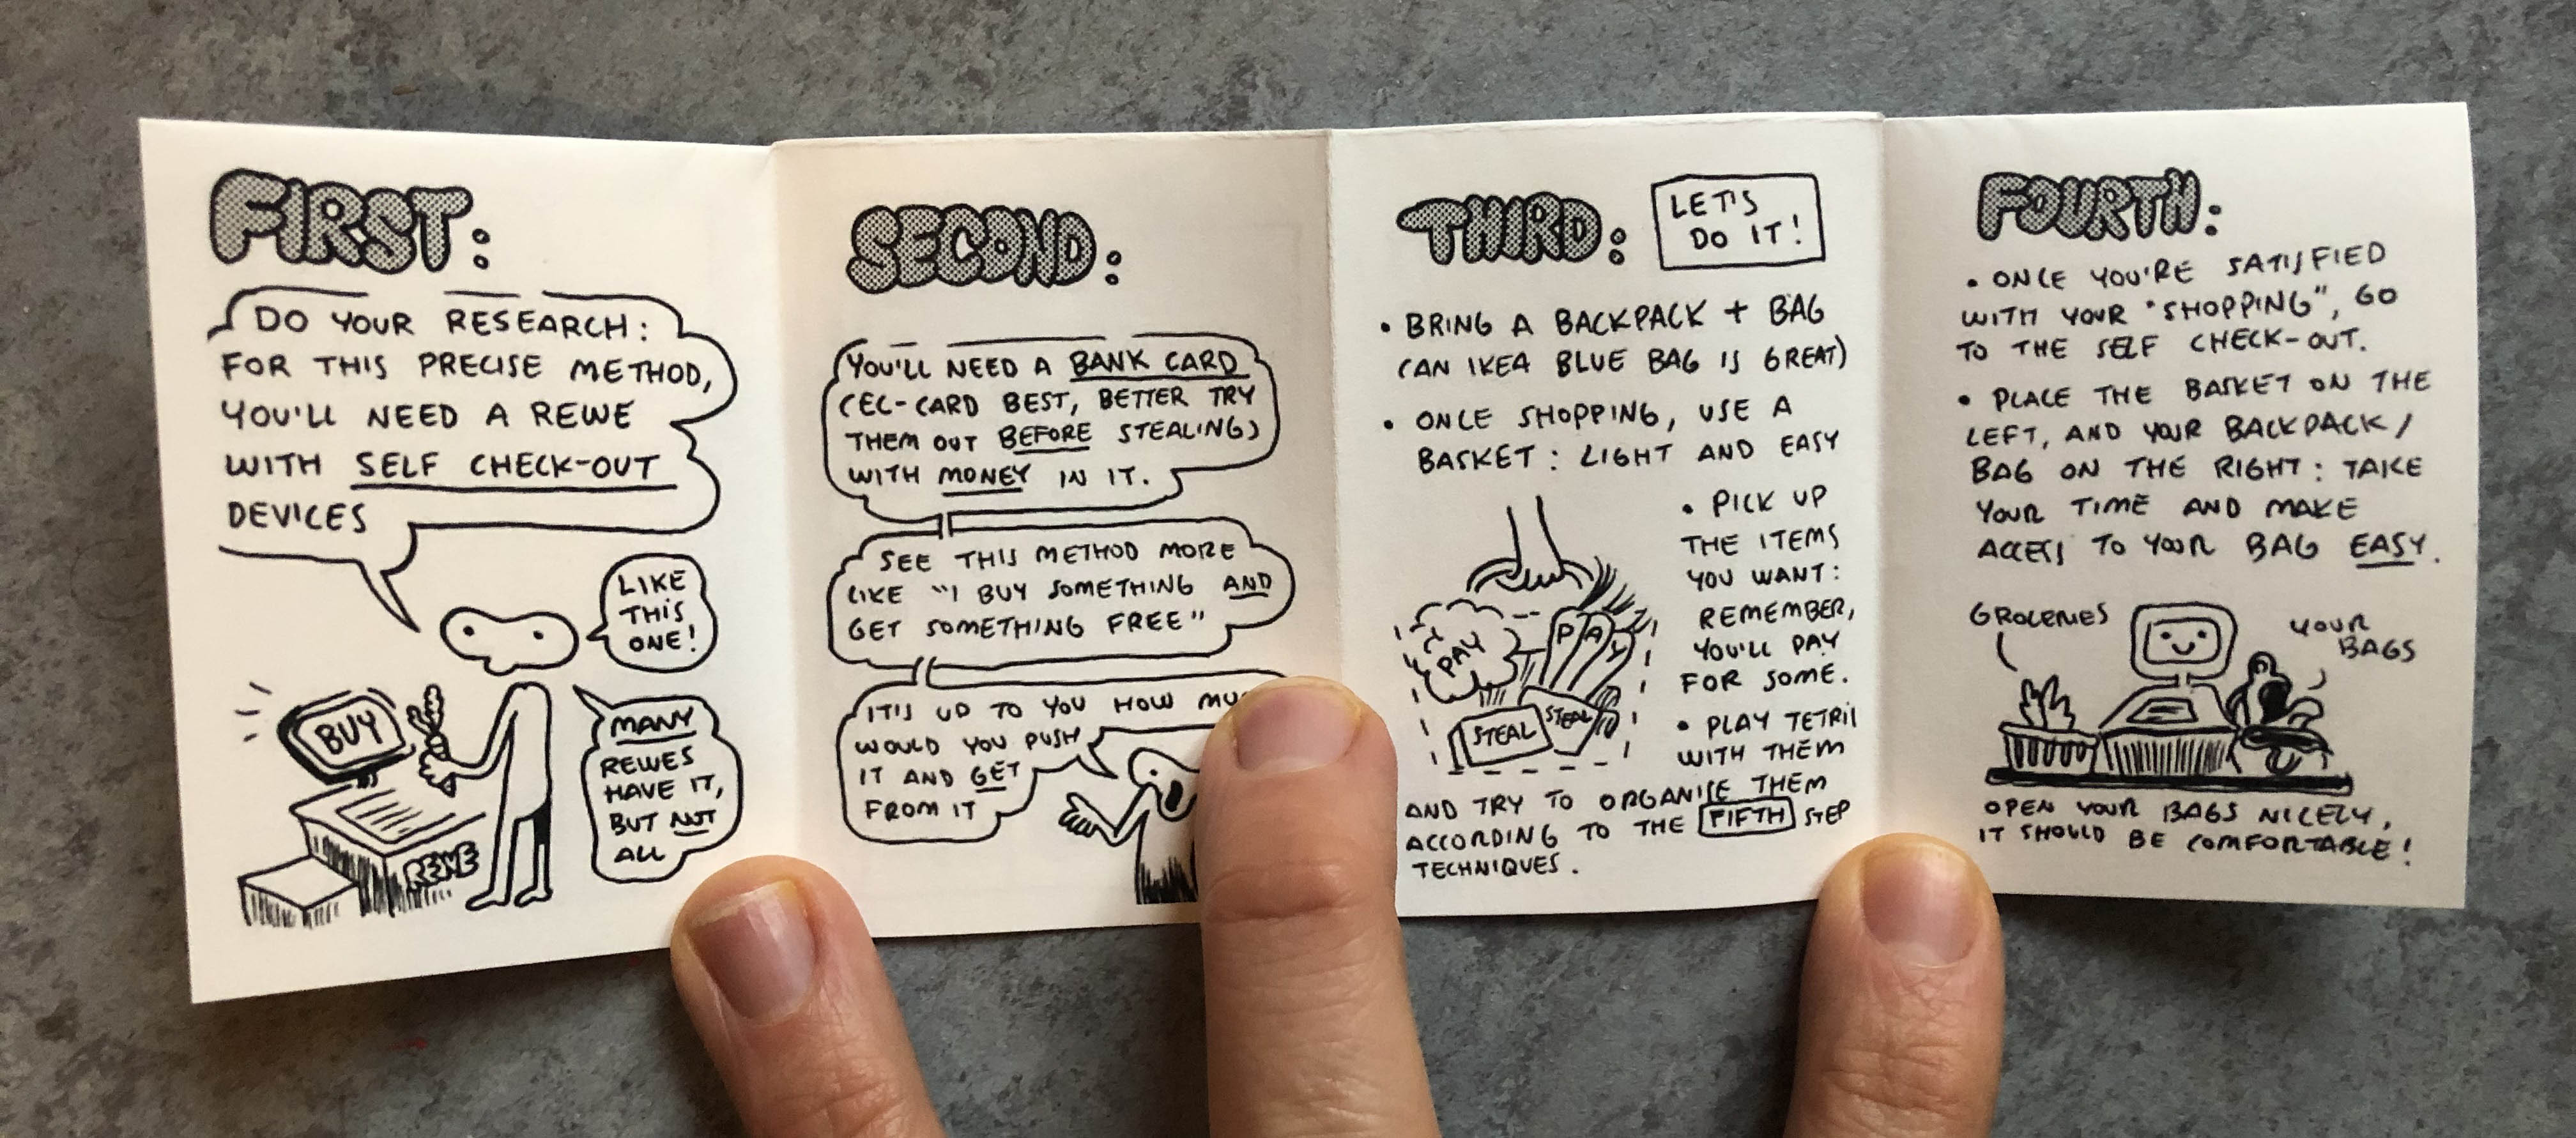 FIRST:
DO YOUR RESEARCH:
FOR THIS PRECISE METHOD,
YOU'LL NEED A REWE
WITH SELF CHECK-OUT
DEVICES
LIKE
THIS
ONE!
BUY
REWE
MANY
REWES
HAVE IT,
BUT NOT
ALL
SECOND:
YOU'LL NEED A BANK CARD
(EC-CARD BEST, BETTER TRY
THEM OUT BEFORE STEALING)
WITH MONEY IN IT.
SEE THIS METHOD MORE
LIKE "I BUY SOMETHING AND
GET SOMETHING FREE"
IT'S UP TO YOU HOW
WOULD YOU PUSH
IT AND GET
FROM IT
THIRD:
LET'S
DO IT!
• BRING A BACKPACK + BAG
(AN IKEA BLUE BAG IS GREAT)
• ONCE SHOPPING, USE A
BASKET: LIGHT AND EASY
• PICK UP
THE ITEMS
YOU WANT:
REMEMBER,
YOU'LL PAY
FOR SOME.
PAY
PAY
STEAL
STEAL
• PLAY TETRIS
WITH THEM
AND TRY TO ORGANISE THEM
ACCORDING TO THE FIFTH STEP
TECHNIQUES.
FOURTH:
• ONCE YOU'RE SATISFIED
WITH YOUR "SHOPPING", GO
TO THE SELF CHECK-OUT.
• PLACE THE BASKET ON THE
LEFT, AND YOUR BACKPACK/
BAG ON THE RIGHT: TAKE
YOUR TIME AND MAKE
ACCESS TO YOUR BAG EASY.
GROCERIES
YOUR
BAGS
OPEN YOUR BAGS NICELY,
IT SHOULD BE COMFORTABLE!